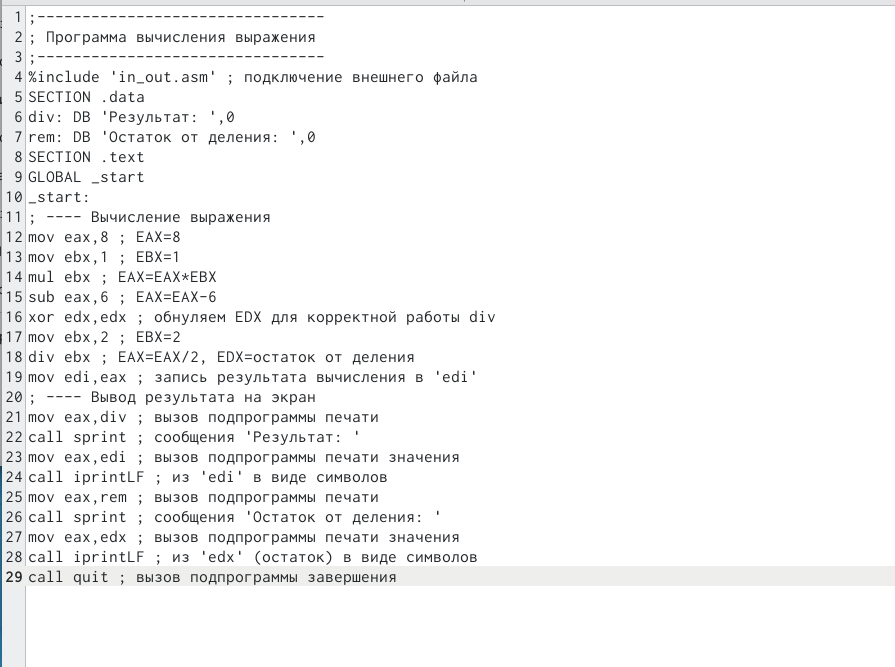 1 ;--------------------------------
2 ; Программа вычисления выражения
3 ;--------------------------------
4 %include 'in_out.asm' ; подключение внешнего файла
5 SECTION .data
6 div: DB 'Результат: ',0
7 rem: DB 'Остаток от деления: ',0
8 SECTION .text
9 GLOBAL _start
10 _start:
11 ; ---- Вычисление выражения
12 mov eax,8 ; EAX=8
13 mov ebx,1 ; EBX=1
14 mul ebx ; EAX=EAX*EBX
15 sub eax,6 ; EAX=EAX-6
16 xor edx,edx ; обнуляем EDX для корректной работы div
17 mov ebx,2 ; EBX=2
18 div ebx ; EAX=EAX/2, EDX=остаток от деления
19 mov edi,eax ; запись результата вычисления в 'edi'
20 ; ---- Вывод результата на экран
21 mov eax,div ; вызов подпрограммы печати
22 call sprint ; сообщения 'Результат: '
23 mov eax,edi ; вызов подпрограммы печати значения
24 call iprintLF ; из 'edi' в виде символов
25 mov eax,rem ; вызов подпрограммы печати
26 call sprint ; сообщения 'Остаток от деления: '
27 mov eax,edx ; вызов подпрограммы печати значения
28 call iprintLF ; из 'edx' (остаток) в виде символов
29 call quit ; вызов подпрограммы завершения